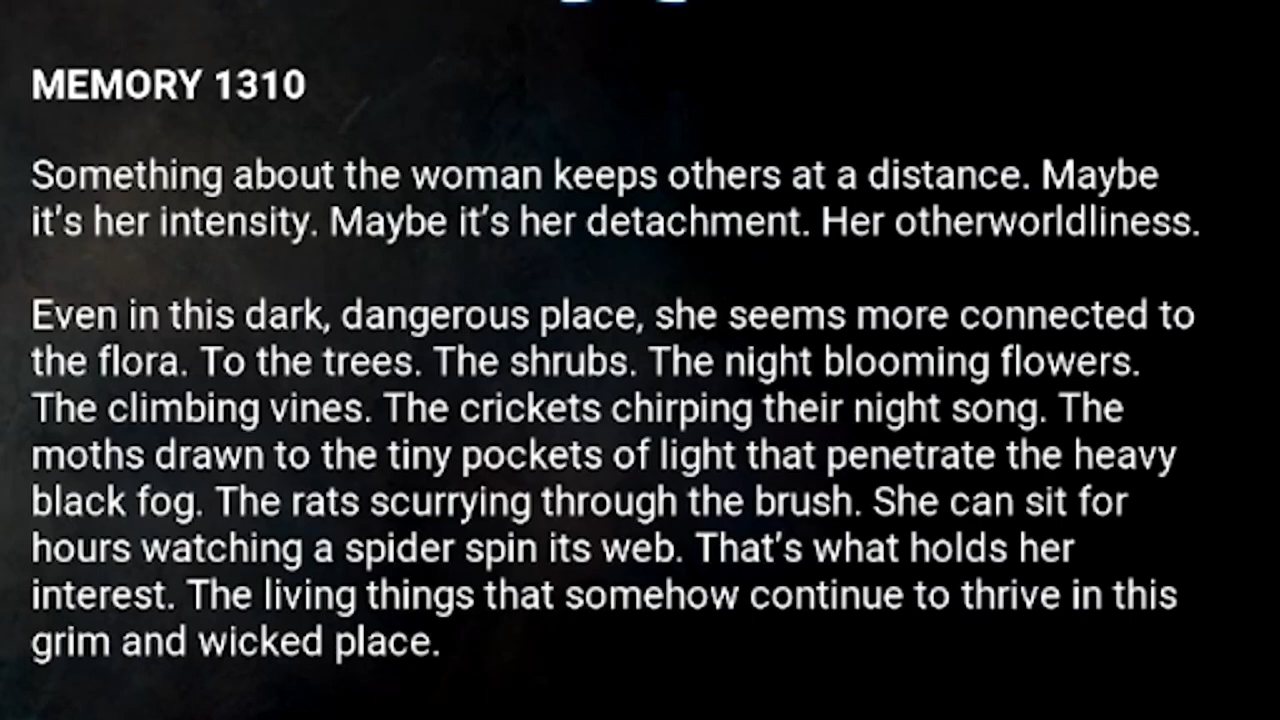 MEMORY 1310
Something about the woman keeps others at a distance. Maybe
it's her intensity. Maybe it's her detachment. Her otherworldliness.
Even in this dark, dangerous place, she seems more connected to
the flora. To the trees. The shrubs. The night blooming flowers.
The climbing vines. The crickets chirping their night song. The
moths drawn to the tiny pockets of light that penetrate the heavy
black fog. The rats scurrying through the brush. She can sit for
hours watching a spider spin its web. That's what holds her
interest. The living things that somehow continue to thrive in this
grim and wicked place.